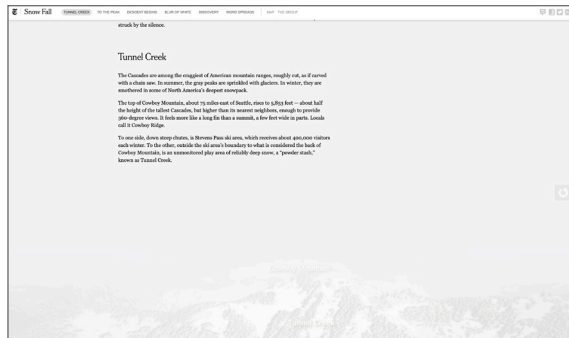 Snow Fall TUNNEL CREEK TO THE PEAK DESCENT BEGINS BLUR OF WHITE DISCOVERY WORD SPREADS MAP THE GROUP
struck by the silence.
Tunnel Creek
The Cascades are among the craggiest of American mountain ranges, roughly cut, as if carved
with a chain saw. In summer, the gray peaks are sprinkled with glaciers. In winter, they are
smothered in some of North America's deepest snowpack.
The top of Cowboy Mountain, about 75 miles east of Seattle, rises to 5,853 feet — about half
the height of the tallest Cascades, but higher than its nearest neighbors, enough to provide
360-degree views. It feels more like a long fin than a summit, a few feet wide in parts. Locals
call it Cowboy Ridge.
To one side, down steep chutes, is Stevens Pass ski area, which receives about 400,000 visitors
each winter. To the other, outside the ski area's boundary to what is considered the back of
Cowboy Mountain, is an unmonitored play area of reliably deep snow, a "powder stash,"
known as Tunnel Creek.
Tunnel Creek